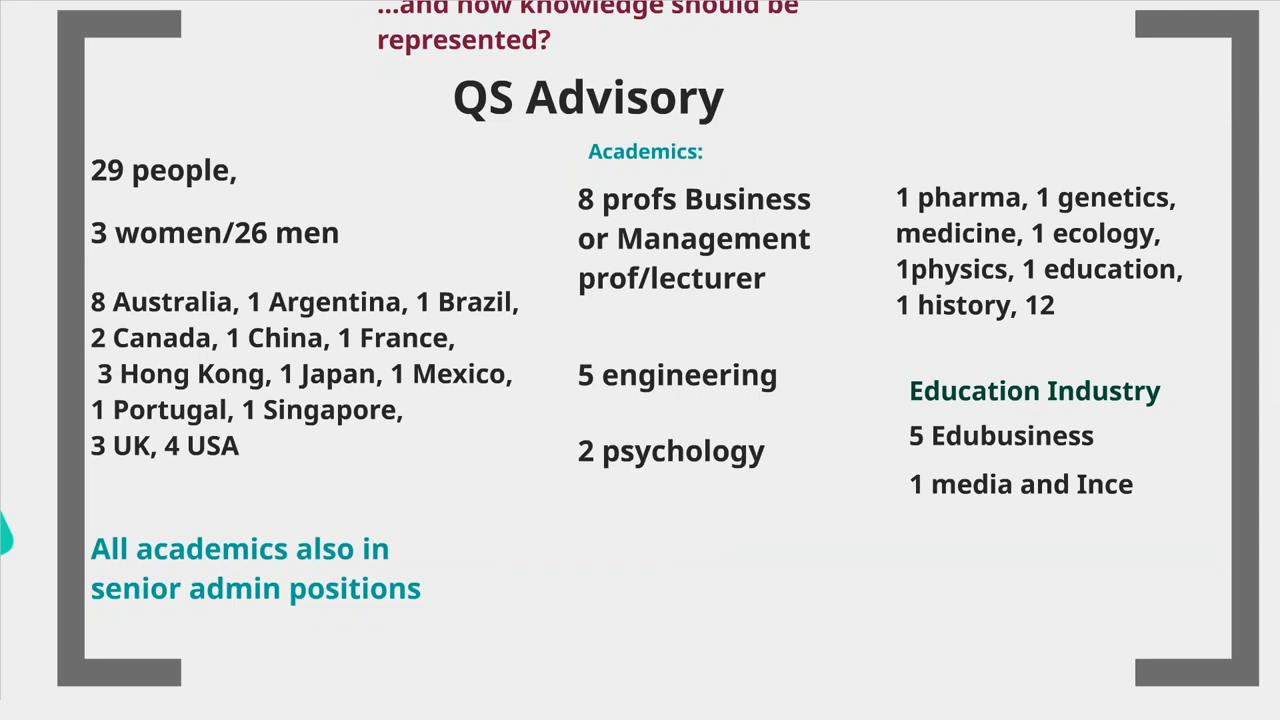 ...and how knowledge should be
represented?
QS Advisory
29 people,
3 women/26 men
8 Australia, 1 Argentina, 1 Brazil,
2 Canada, 1 China, 1 France,
3 Hong Kong, 1 Japan, 1 Mexico,
1 Portugal, 1 Singapore,
3 UK, 4 USA
All academics also in
senior admin positions
Academics:
8 profs Business
or Management
prof/lecturer
5 engineering
2 psychology
1 pharma, 1 genetics,
medicine, 1 ecology,
1physics, 1 education,
1 history, 12
Education Industry
5 Edubusiness
1 media and Ince